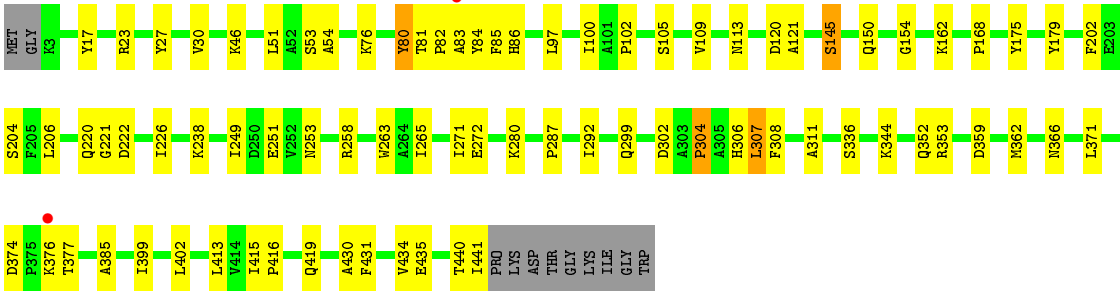 MET GLY K3 Y17 R23 Y27 V30 K46 L51 A52 S53 A54 K76 Y80 T81 P82 A83 Y84 F85 H86 L97 I100 A101 P102 S105 V109 N113 D120 A121 S145 Q150 G154 K162 P168 Y175 Y179 F202 E203
S204 F205 L206 Q220 G221 D222 I226 K238 I249 D250 E251 V252 N253 R258 W263 A264 I265 I271 E272 K280 P287 I292 Q299 D302 A303 P304 A305 H306 L307 F308 A311 S336 K344 Q352 R353 D359 M362 N366 L371
D374 P375 K376 T377 A385 I399 L402 L413 V414 I415 P416 Q419 A430 F431 V434 E435 T440 I441 PRO LYS ASP THR GLY LYS ILE GLY TRP